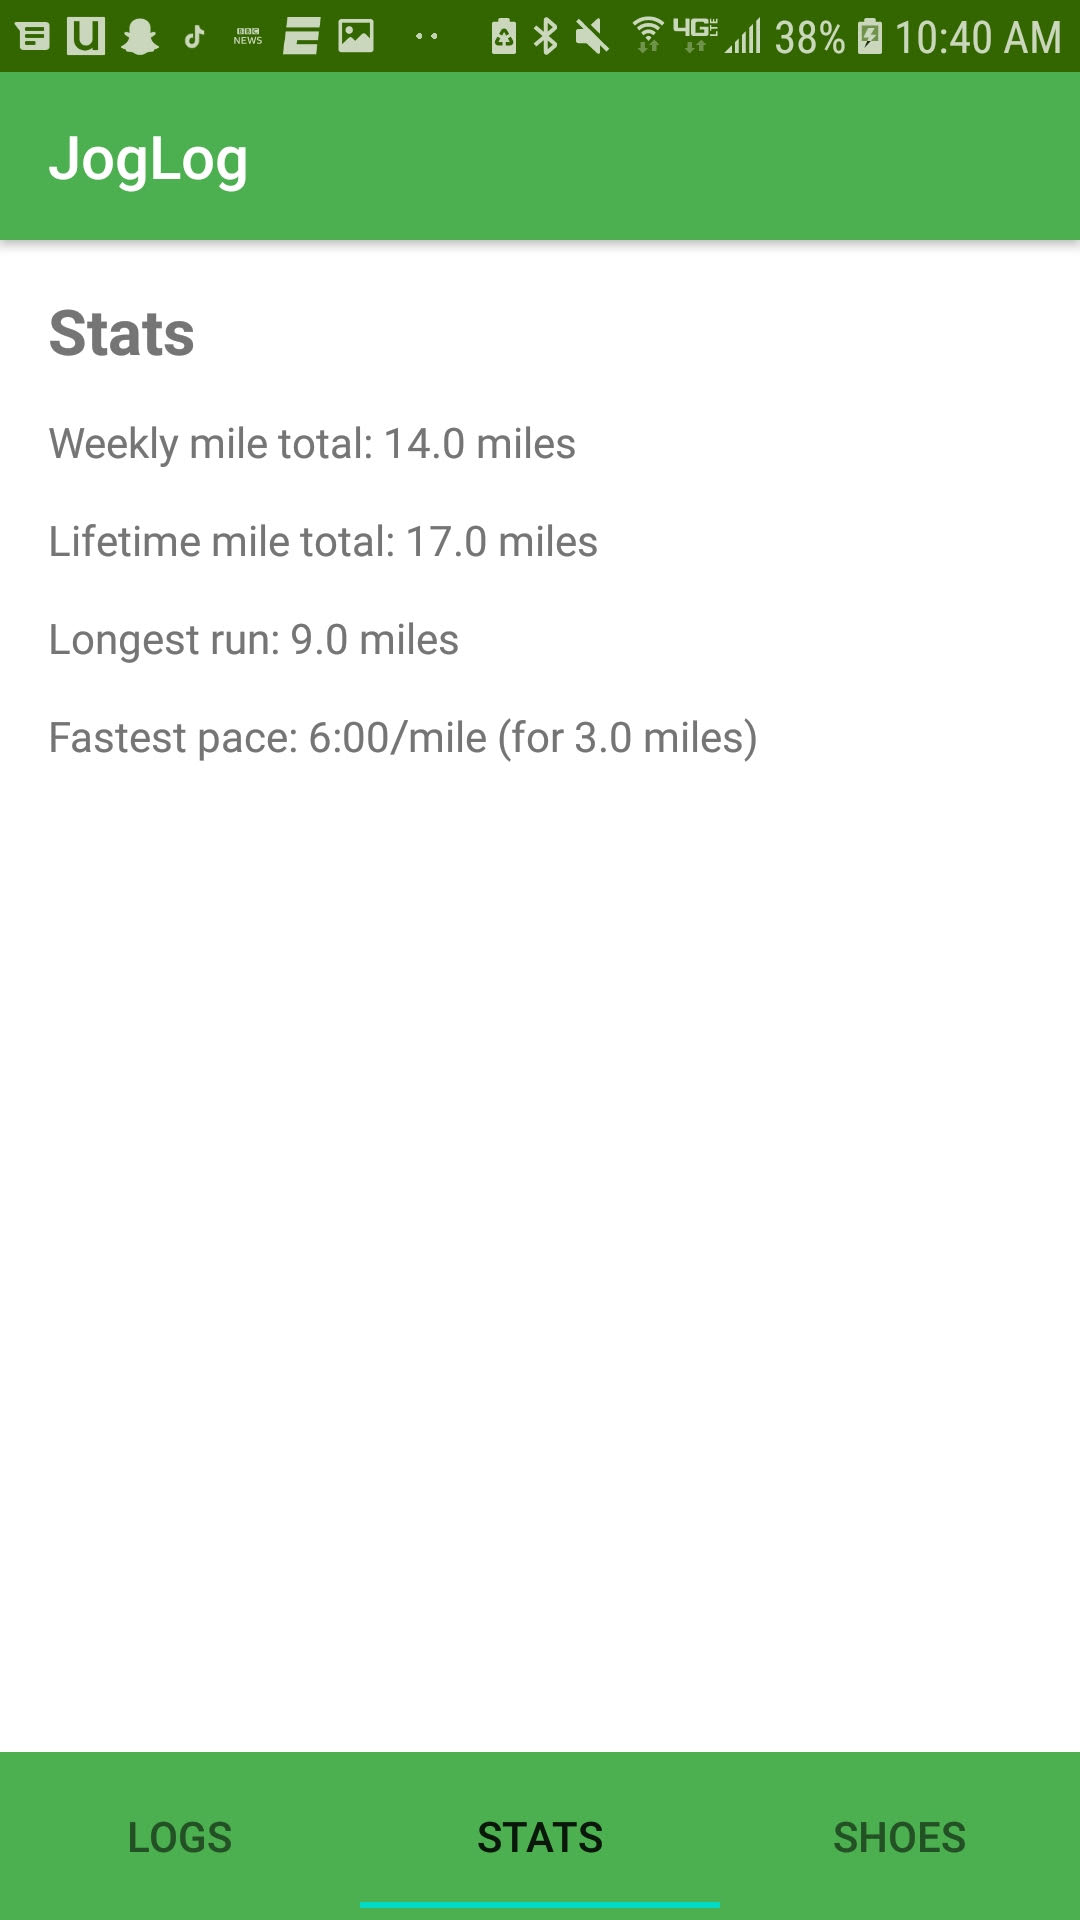 BBC NEWS 4G LTE 38% 10:40 AM
JogLog
Stats
Weekly mile total: 14.0 miles
Lifetime mile total: 17.0 miles
Longest run: 9.0 miles
Fastest pace: 6:00/mile (for 3.0 miles)
LOGS STATS SHOES